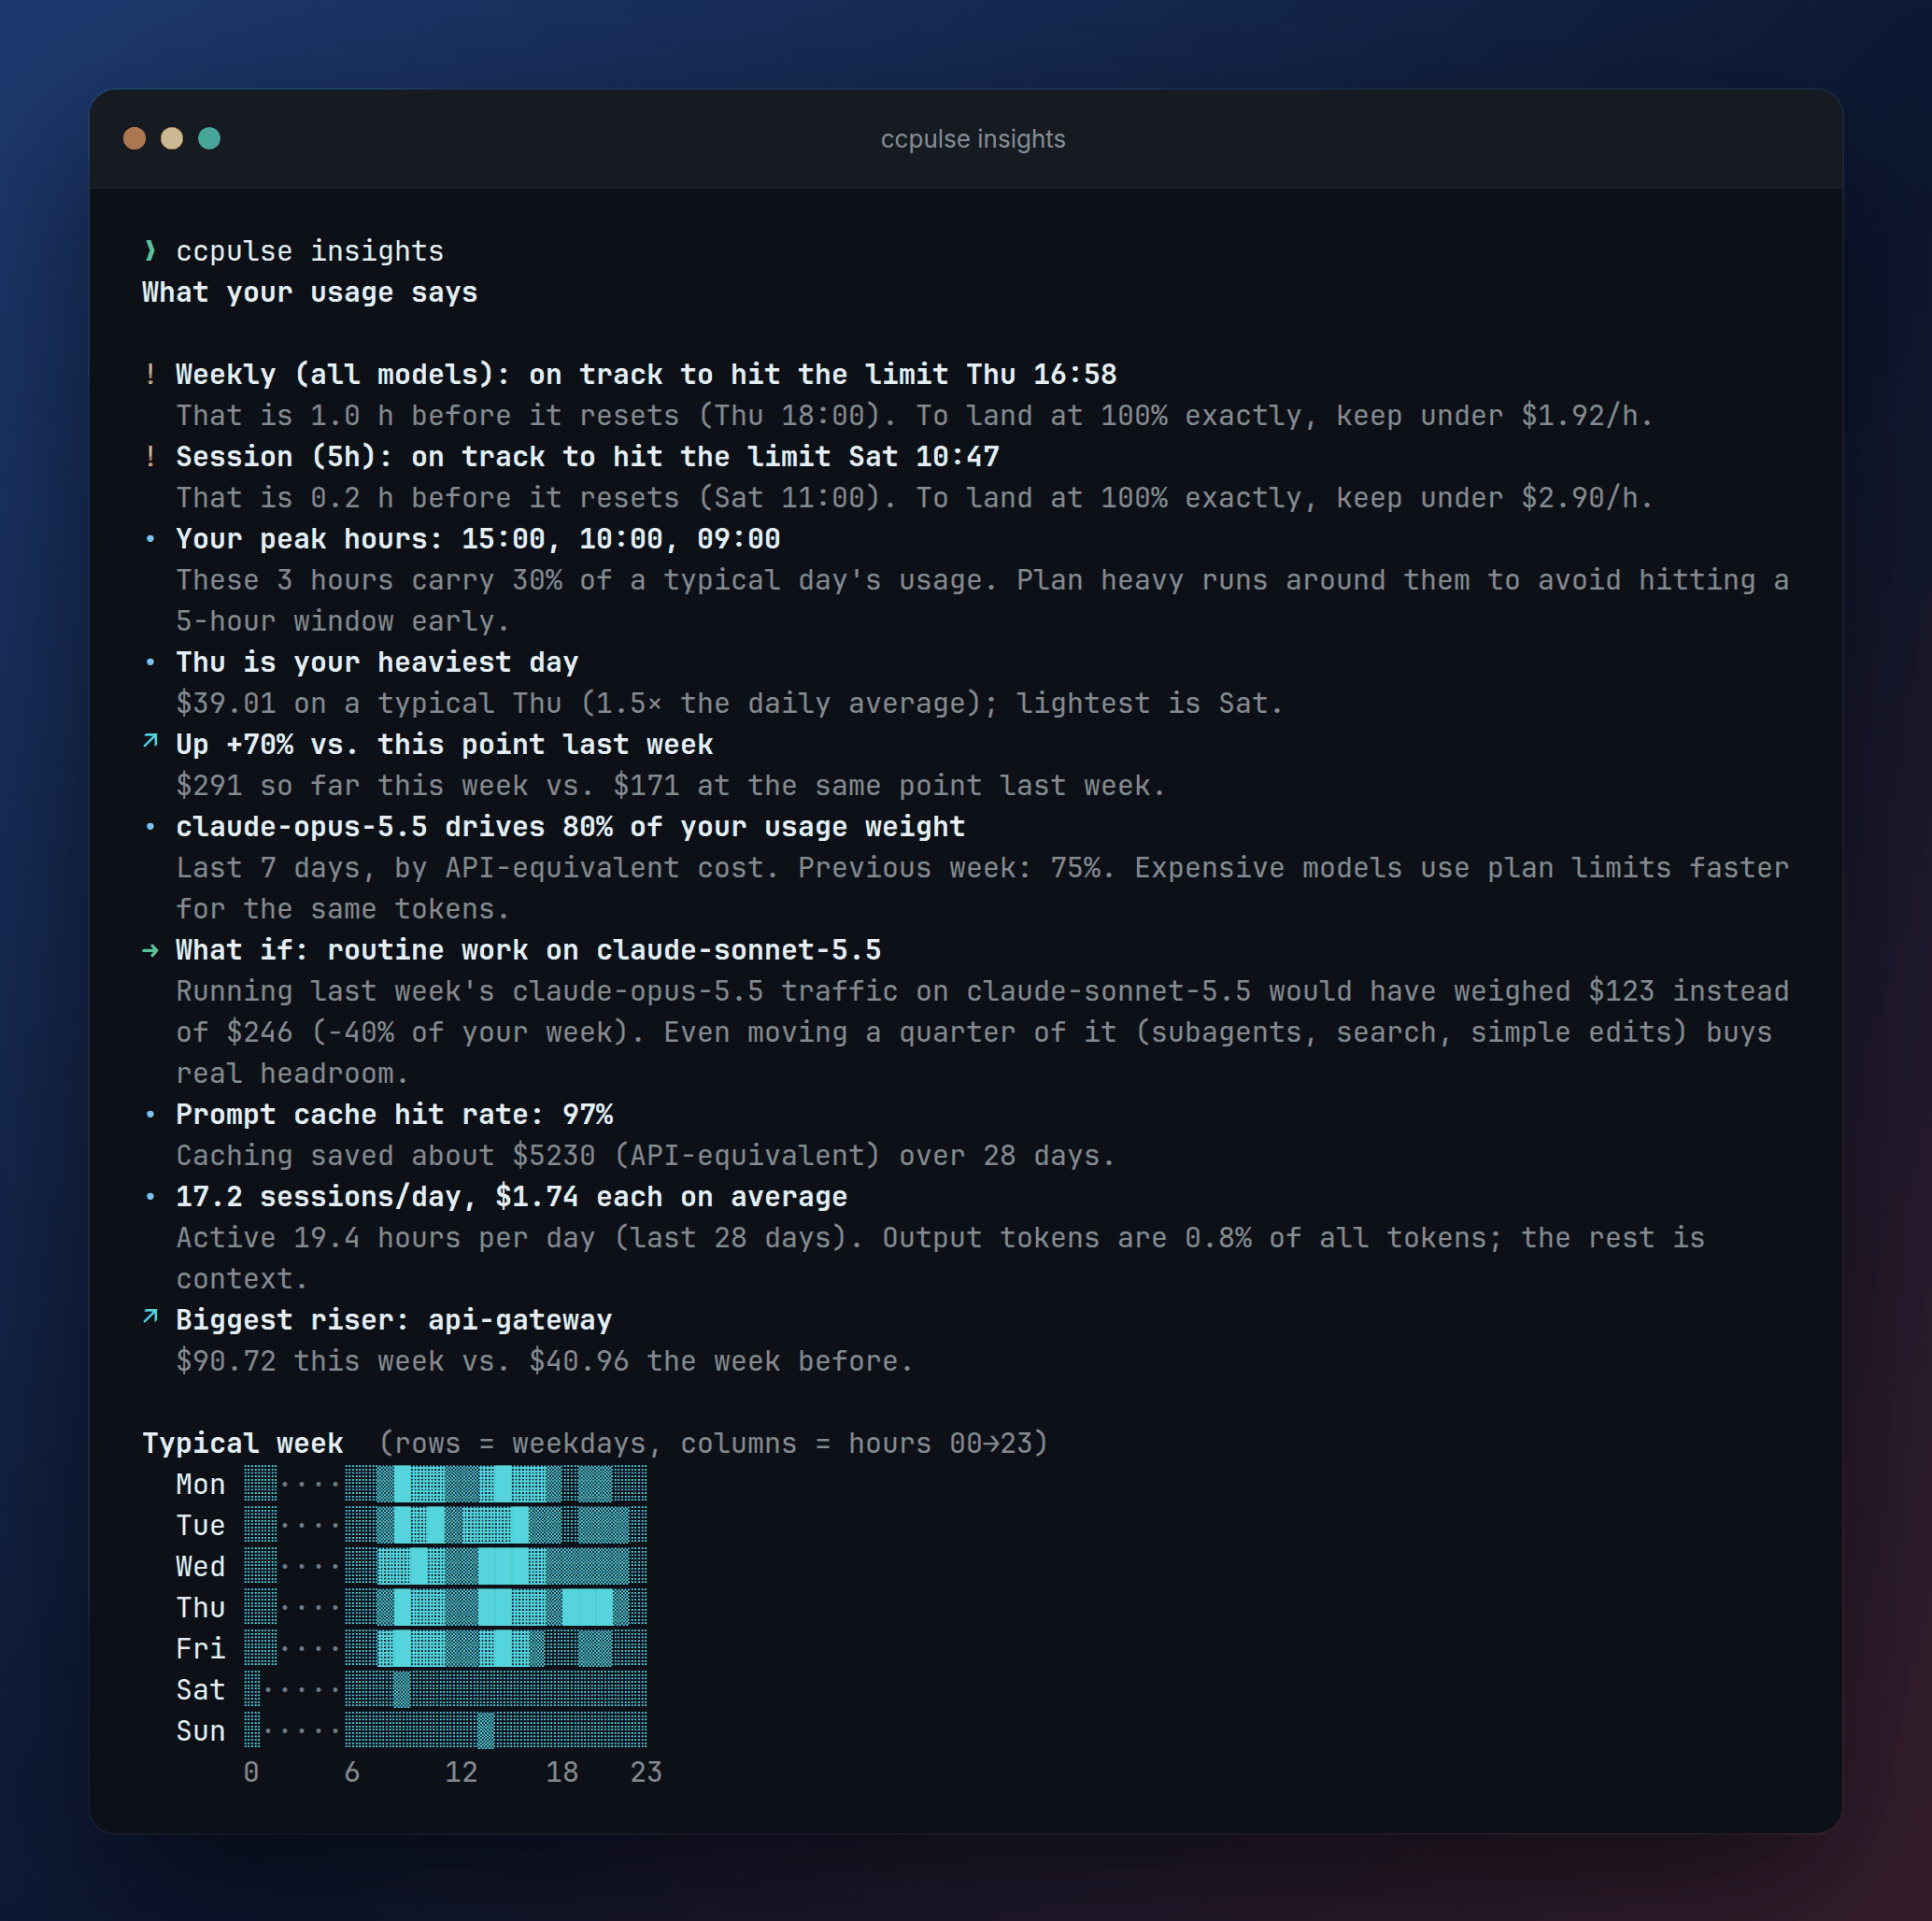 ccpulse insights
❯ ccpulse insights
What your usage says
! Weekly (all models): on track to hit the limit Thu 16:58
That is 1.0 h before it resets (Thu 18:00). To land at 100% exactly, keep under $1.92/h.
! Session (5h): on track to hit the limit Sat 10:47
That is 0.2 h before it resets (Sat 11:00). To land at 100% exactly, keep under $2.90/h.
• Your peak hours: 15:00, 10:00, 09:00
These 3 hours carry 30% of a typical day's usage. Plan heavy runs around them to avoid hitting a
5-hour window early.
• Thu is your heaviest day
$39.01 on a typical Thu (1.5× the daily average); lightest is Sat.
↗ Up +70% vs. this point last week
$291 so far this week vs. $171 at the same point last week.
• claude-opus-5.5 drives 80% of your usage weight
Last 7 days, by API-equivalent cost. Previous week: 75%. Expensive models use plan limits faster
for the same tokens.
→ What if: routine work on claude-sonnet-5.5
Running last week's claude-opus-5.5 traffic on claude-sonnet-5.5 would have weighed $123 instead
of $246 (-40% of your week). Even moving a quarter of it (subagents, search, simple edits) buys
real headroom.
• Prompt cache hit rate: 97%
Caching saved about $5230 (API-equivalent) over 28 days.
• 17.2 sessions/day, $1.74 each on average
Active 19.4 hours per day (last 28 days). Output tokens are 0.8% of all tokens; the rest is
context.
↗ Biggest riser: api-gateway
$90.72 this week vs. $40.96 the week before.
Typical week (rows = weekdays, columns = hours 00→23)
Mon
Tue
Wed
Thu
Fri
Sat
Sun
0 6 12 18 23